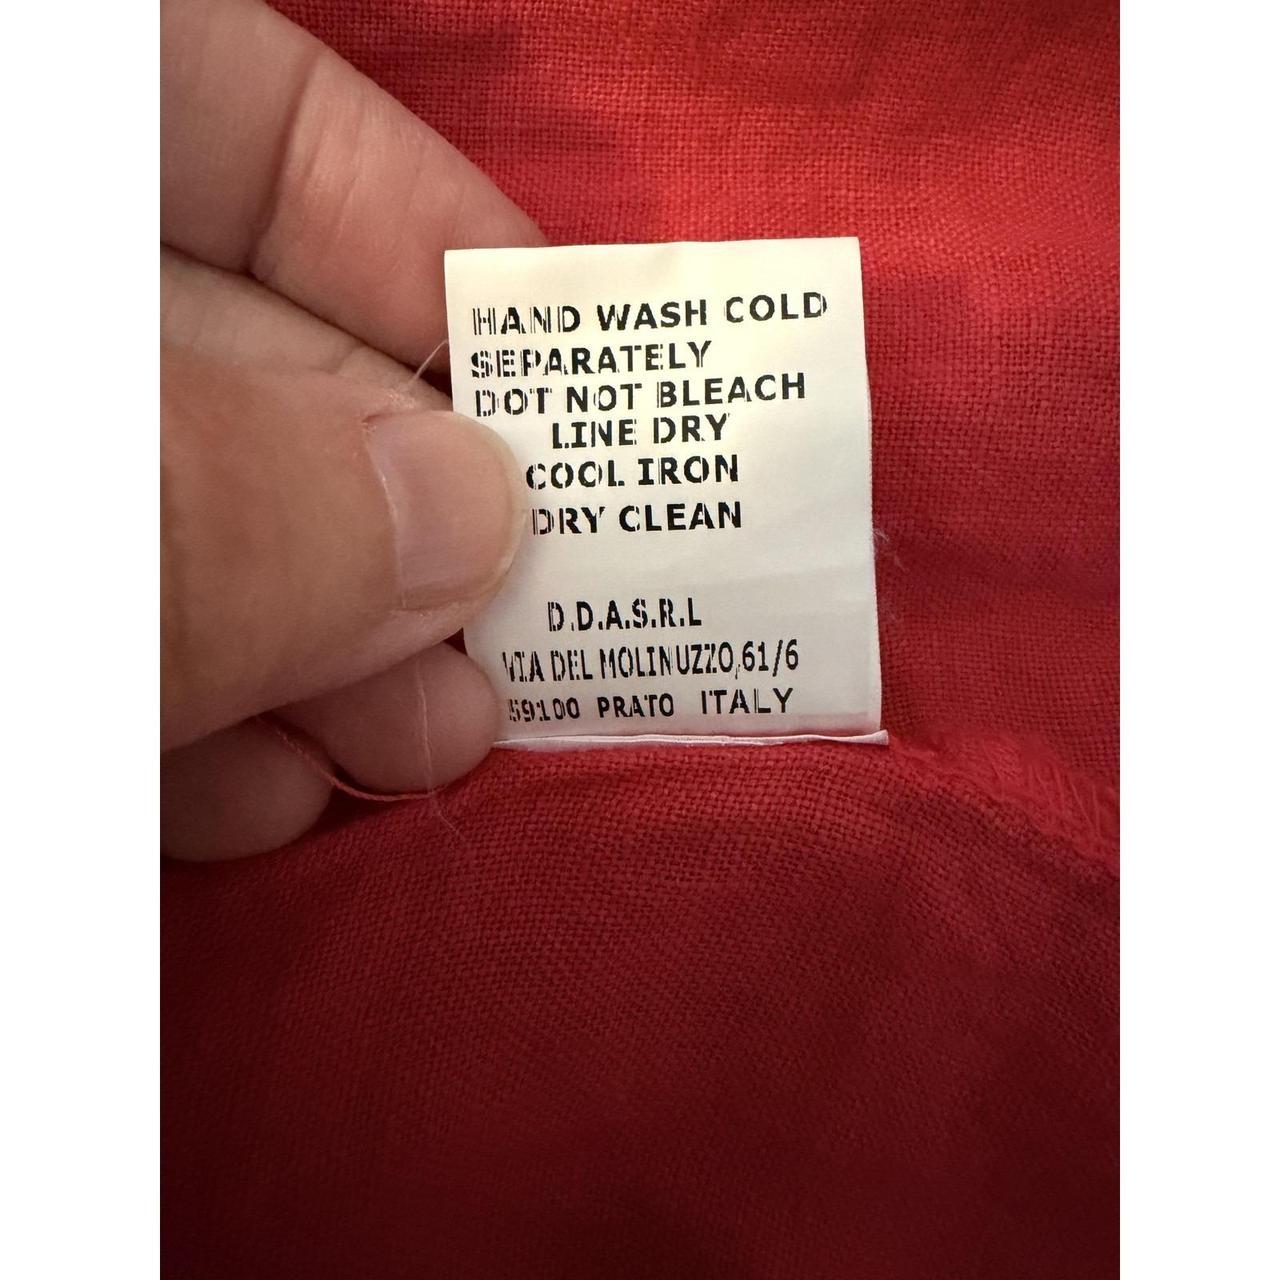 HAND WASH COLD
SEPARATELY
DOT NOT BLEACH
LINE DRY
COOL IRON
DRY CLEAN
D.D.A.S.R.L
VIA DEL MOLINUZZO,61/6
59100 PRATO ITALY